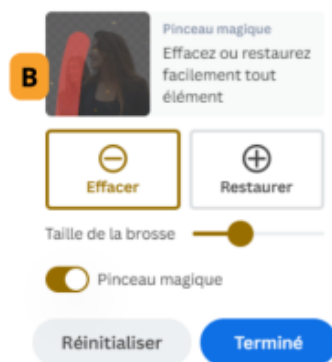 Pinceau magique
Effacez ou restaurez
facilement tout
élément
B
Effacer
Restaurer
Taille de la brosse
Pinceau magique
Réinitialiser
Terminé